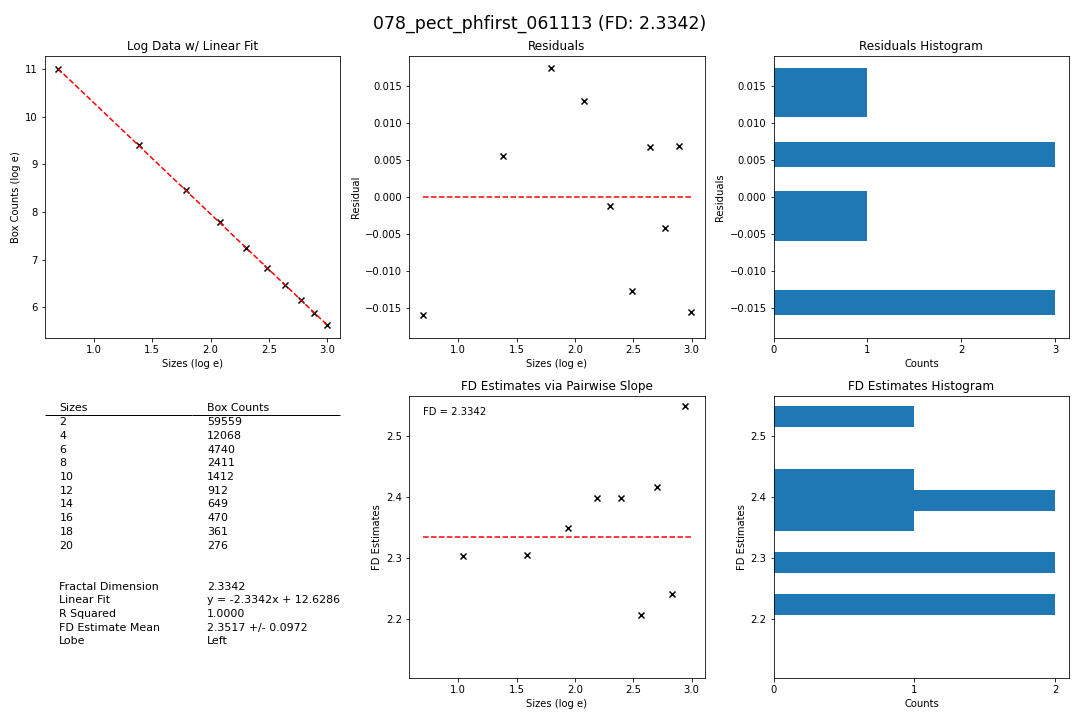 078_pect_phfirst_061113 (FD: 2.3342)
Log Data w/ Linear Fit
Box Counts (log e)
11
10
9
8
7
6
1.0 1.5 2.0 2.5 3.0
Sizes (log e)
Residuals
Residual
0.015
0.010
0.005
0.000
−0.005
−0.010
−0.015
1.0 1.5 2.0 2.5 3.0
Sizes (log e)
Residuals Histogram
Residuals
0.015
0.010
0.005
0.000
−0.005
−0.010
−0.015
0 1 2 3
Counts
Sizes Box Counts
2 59559
4 12068
6 4740
8 2411
10 1412
12 912
14 649
16 470
18 361
20 276
Fractal Dimension 2.3342
Linear Fit y = -2.3342x + 12.6286
R Squared 1.0000
FD Estimate Mean 2.3517 +/- 0.0972
Lobe Left
FD Estimates via Pairwise Slope
FD = 2.3342
FD Estimates
2.5
2.4
2.3
2.2
1.0 1.5 2.0 2.5 3.0
Sizes (log e)
FD Estimates Histogram
FD Estimates
2.5
2.4
2.3
2.2
0 1 2
Counts